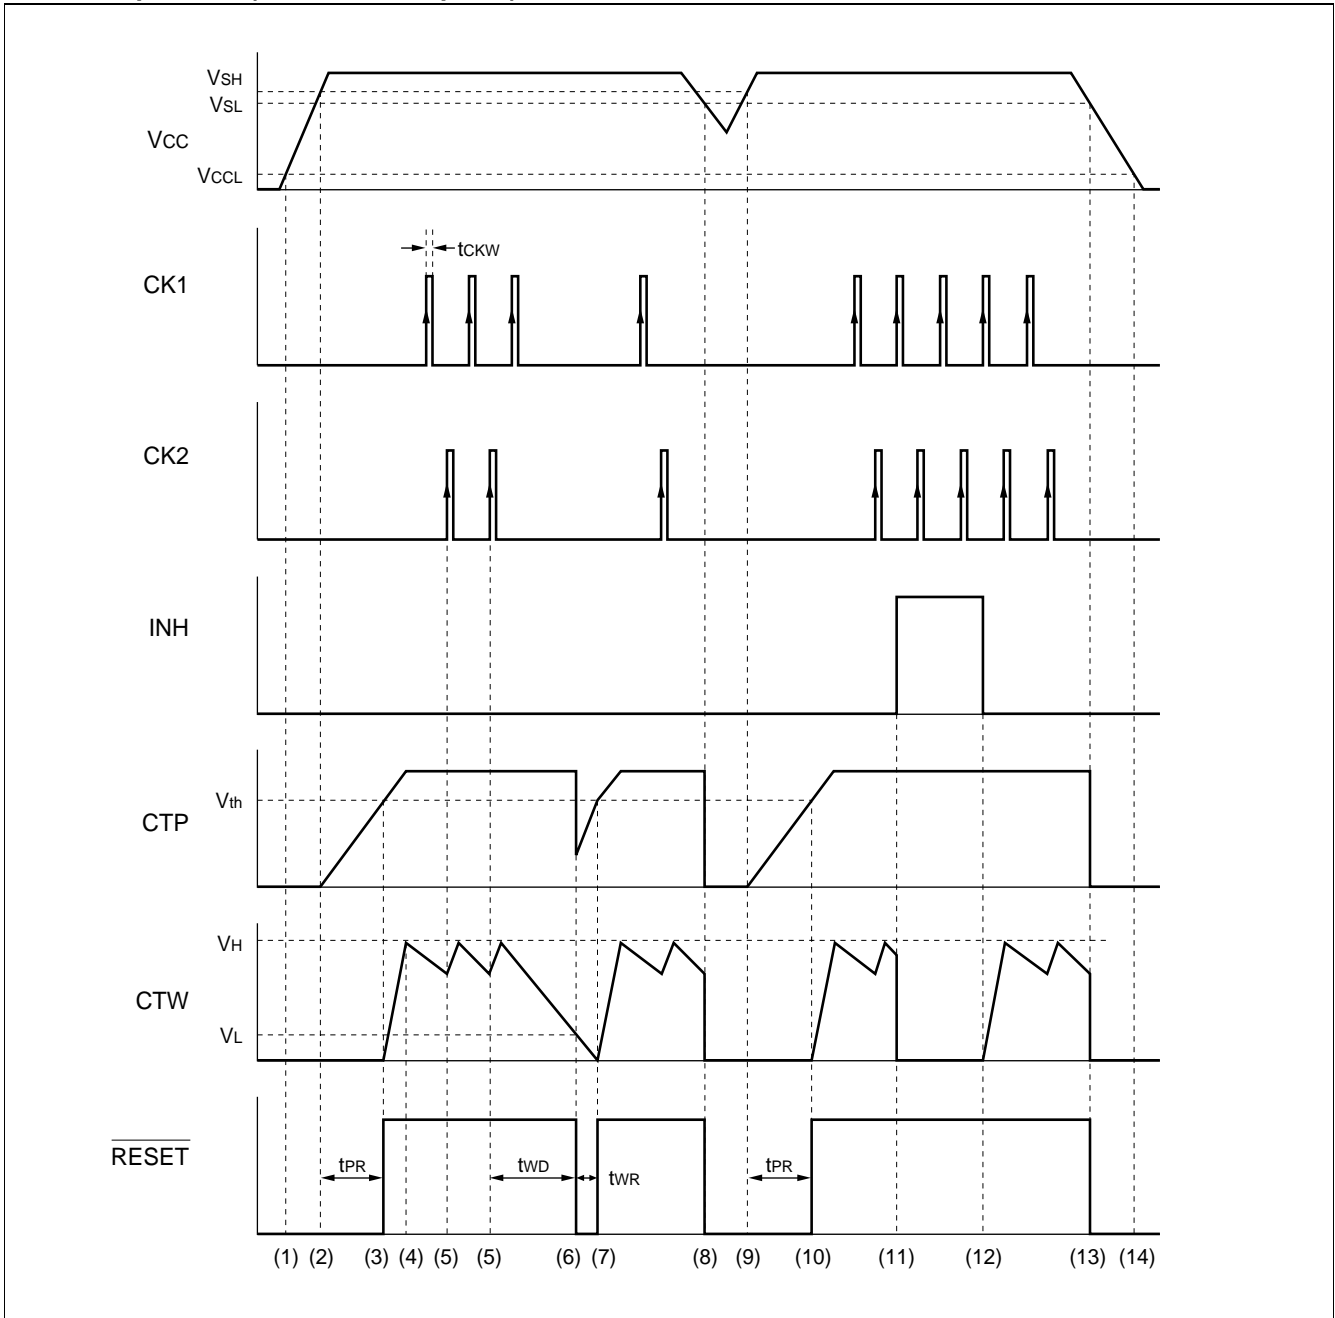 VSH
VSL
VCC
VCCL
tCKW
CK1
CK2
INH
Vth
CTP
VH
CTW
VL
RESET
tPR
tWD
tWR
tPR
(1) (2) (3) (4) (5) (5) (6) (7) (8) (9) (10) (11) (12) (13) (14)